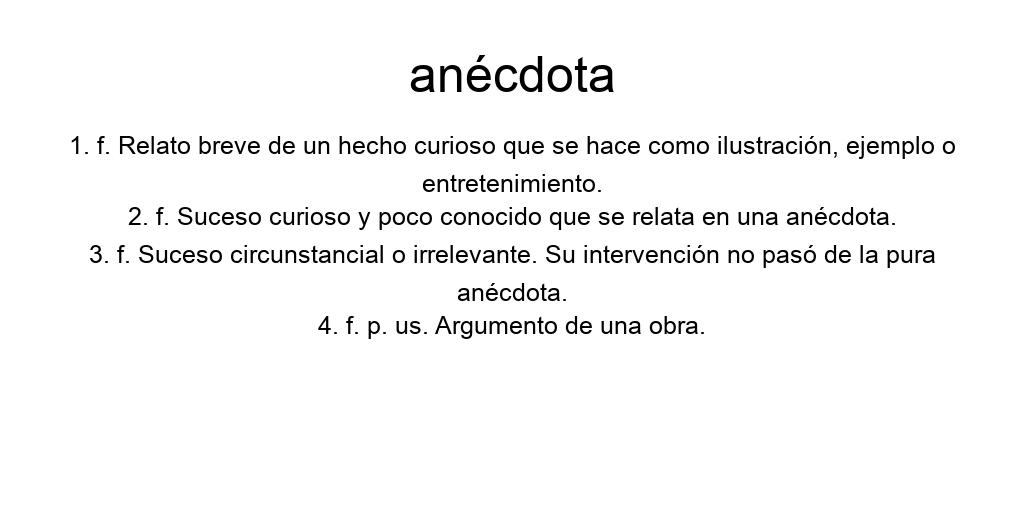 anécdota
1. f. Relato breve de un hecho curioso que se hace como ilustración, ejemplo o
entretenimiento.
2. f. Suceso curioso y poco conocido que se relata en una anécdota.
3. f. Suceso circunstancial o irrelevante. Su intervención no pasó de la pura
anécdota.
4. f. p. us. Argumento de una obra.